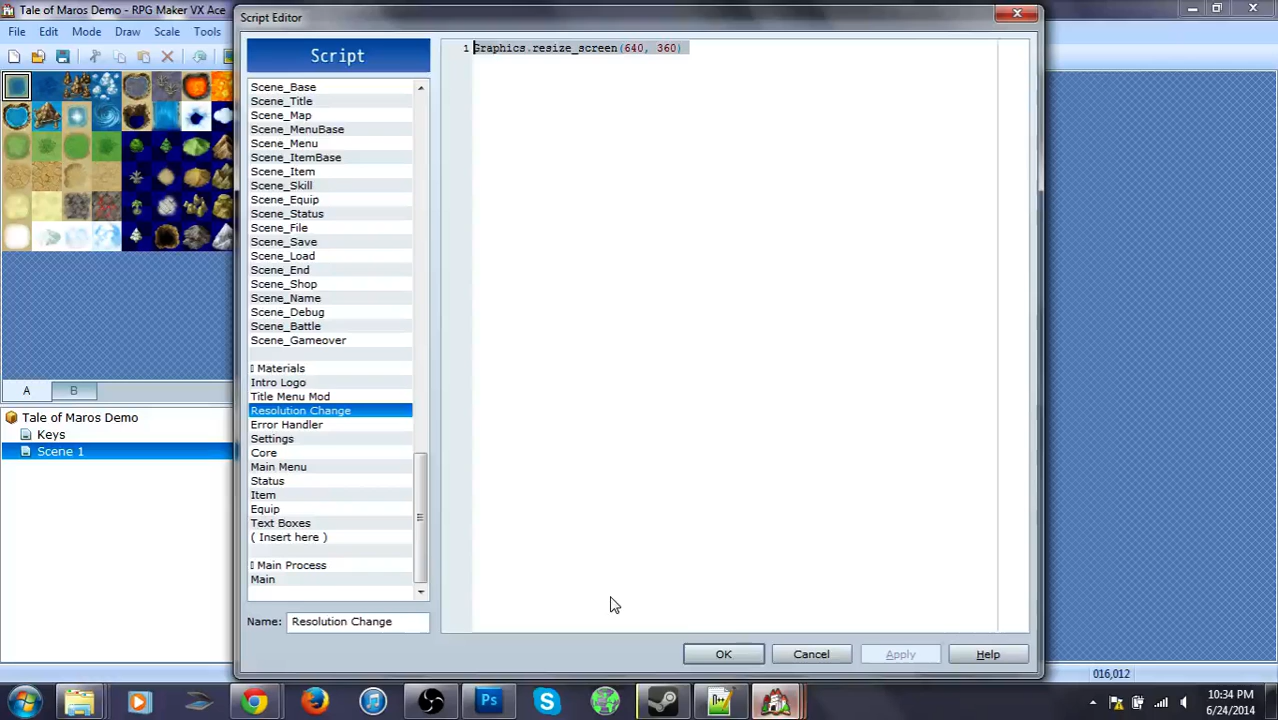 Tale of Maros Demo - RPG Maker VX Ace
File Edit Mode Draw Scale Tools
Script Editor
Script
Scene_Base
Scene_Title
Scene_Map
Scene_MenuBase
Scene_Menu
Scene_ItemBase
Scene_Item
Scene_Skill
Scene_Equip
Scene_Status
Scene_File
Scene_Save
Scene_Load
Scene_End
Scene_Shop
Scene_Name
Scene_Debug
Scene_Battle
Scene_Gameover
Materials
Intro Logo
Title Menu Mod
Resolution Change
Error Handler
Settings
Core
Main Menu
Status
Item
Equip
Text Boxes
( Insert here )
Main Process
Main
Name: Resolution Change
1 Graphics.resize_screen(640, 360)
OK Cancel Apply Help
A B
Tale of Maros Demo
Keys
Scene 1
016,012
Ps
10:34 PM
6/24/2014